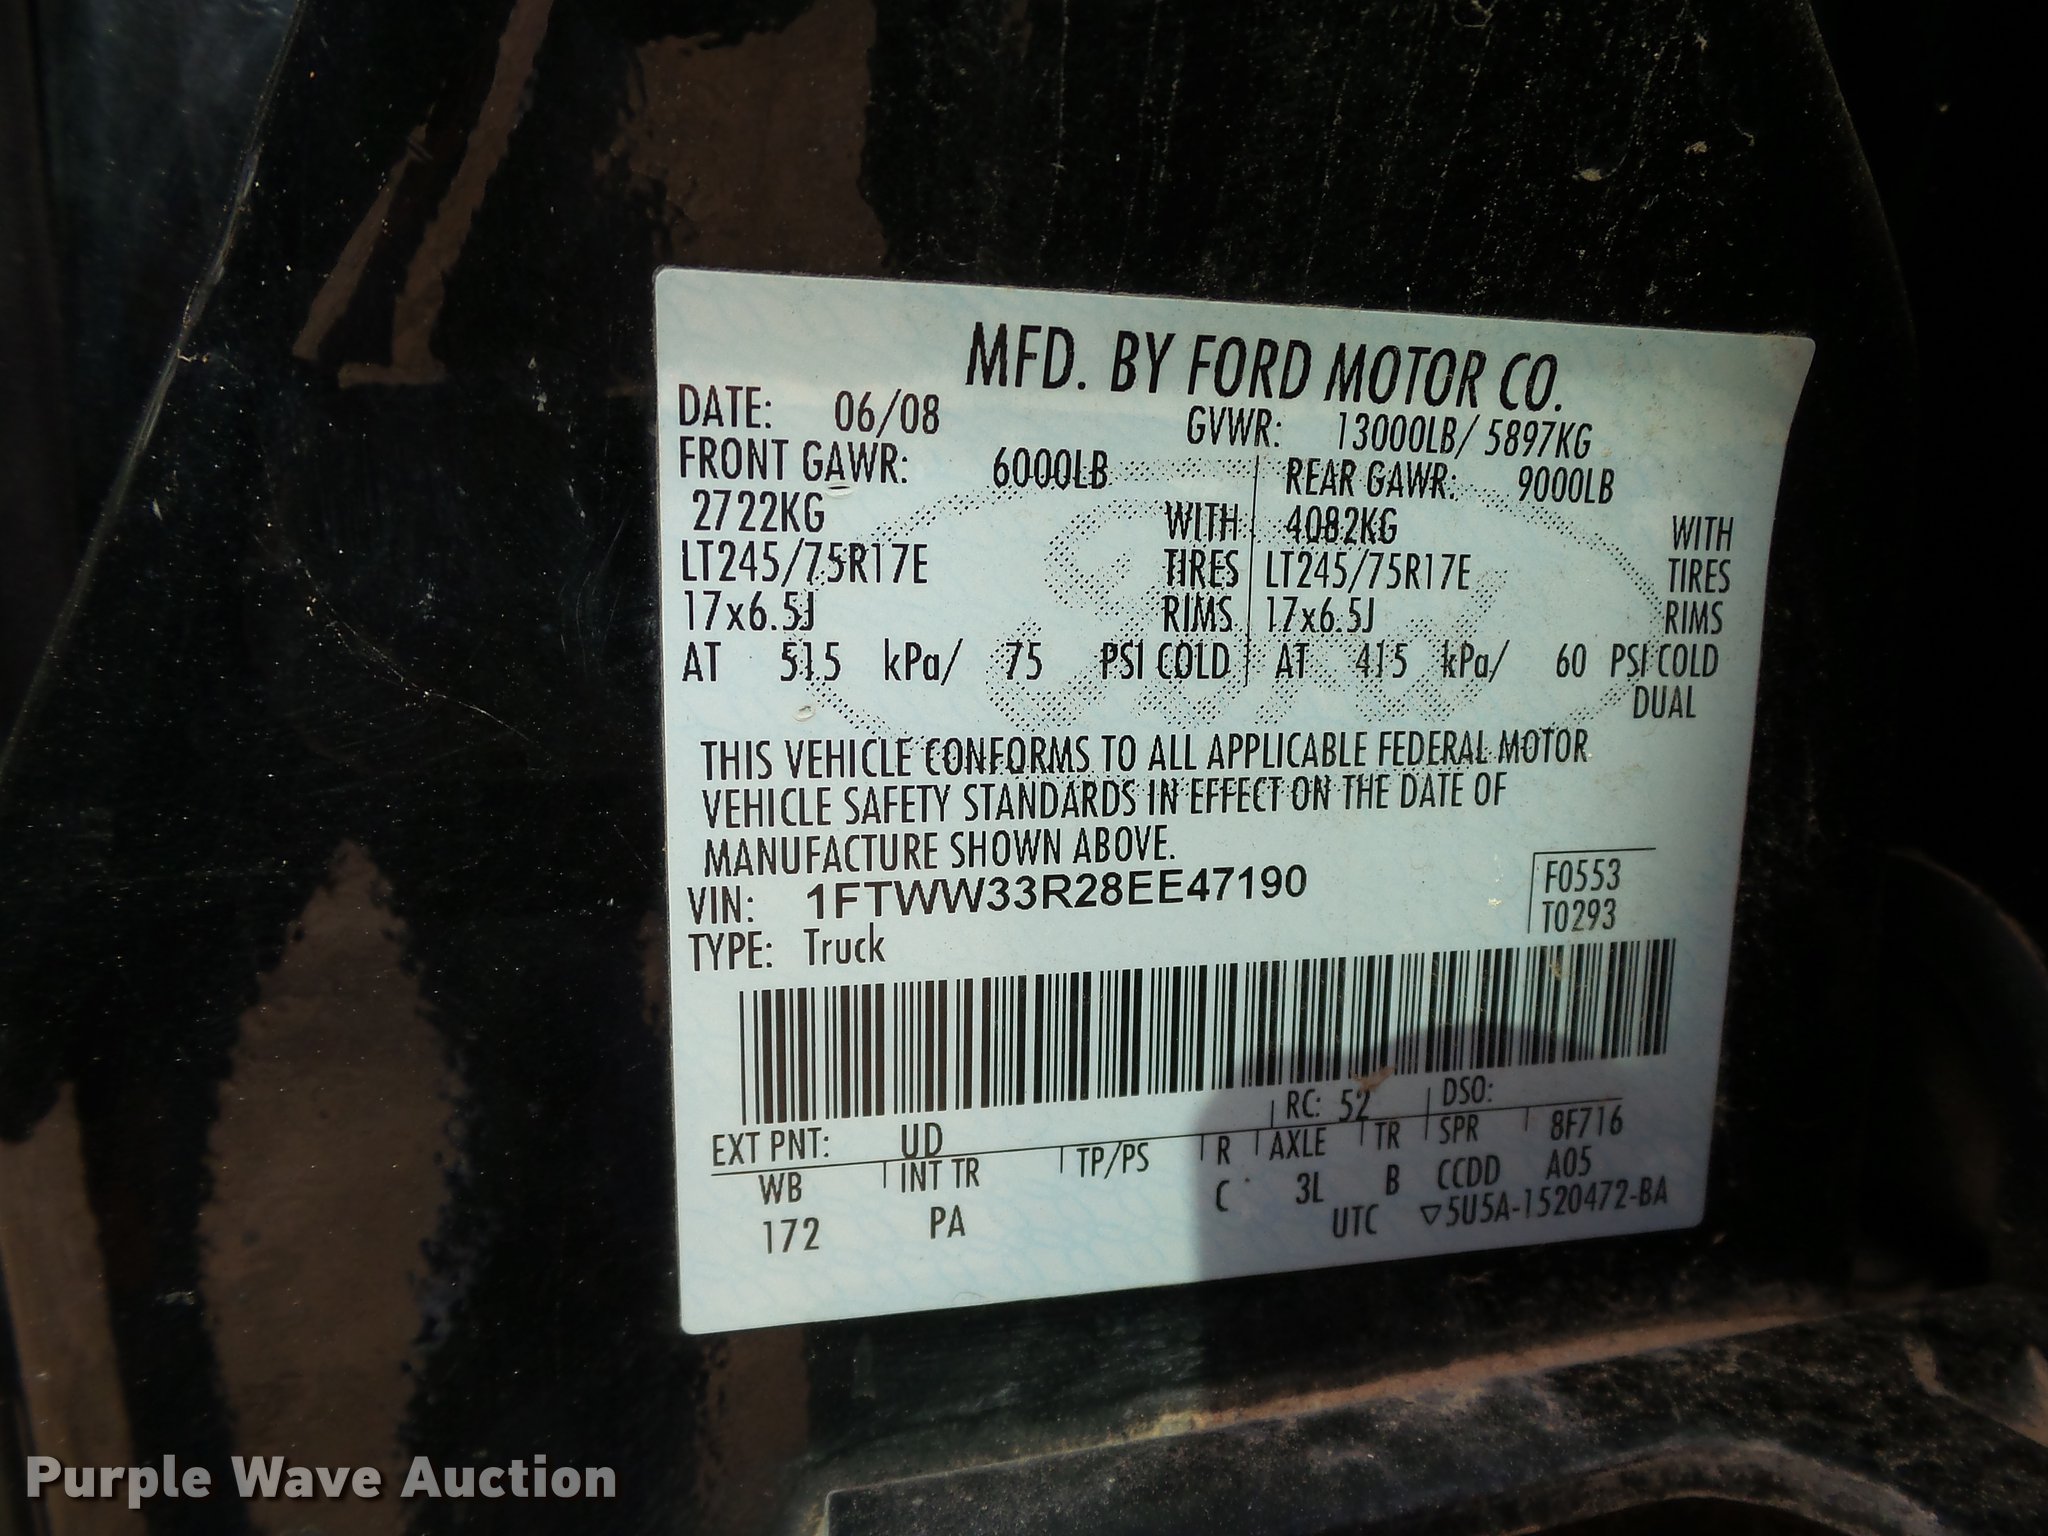 MFD. BY FORD MOTOR CO.
DATE: 06/08 GVWR: 13000LB/ 5897KG
FRONT GAWR: 6000LB REAR GAWR: 9000LB
2722KG WITH 4082KG WITH
LT245/75R17E TIRES LT245/75R17E TIRES
17x6.5J RIMS 17x6.5J RIMS
AT 515 kPa/ 75 PSI COLD AT 415 kPa/ 60 PSI COLD
DUAL
THIS VEHICLE CONFORMS TO ALL APPLICABLE FEDERAL MOTOR
VEHICLE SAFETY STANDARDS IN EFFECT ON THE DATE OF
MANUFACTURE SHOWN ABOVE.
VIN: 1FTWW33R28EE47190 F0553
TYPE: Truck T0293
EXT PNT: UD RC: 52 DSO:
WB INT TR TP/PS R AXLE TR SPR 8F716
172 PA C 3L B CCDD A05
UTC ▽5U5A-1520472-BA
Purple Wave Auction